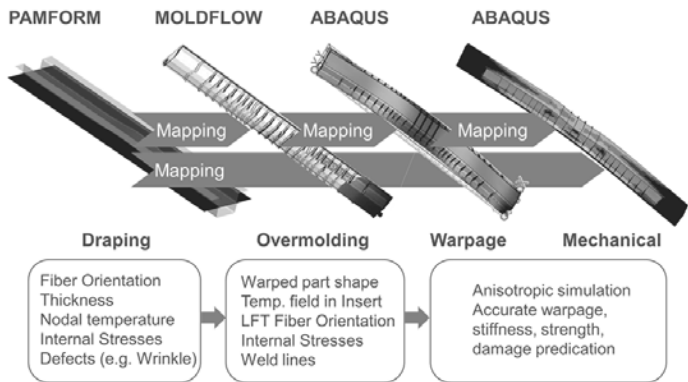 PAMFORM
MOLDFLOW
ABAQUS
ABAQUS
Mapping
Mapping
Mapping
Mapping
Draping
Overmolding
Warpage
Mechanical
Fiber Orientation
Thickness
Nodal temperature
Internal Stresses
Defects (e.g. Wrinkle)
Warped part shape
Temp. field in Insert
LFT Fiber Orientation
Internal Stresses
Weld lines
Anisotropic simulation
Accurate warpage,
stiffness, strength,
damage predication